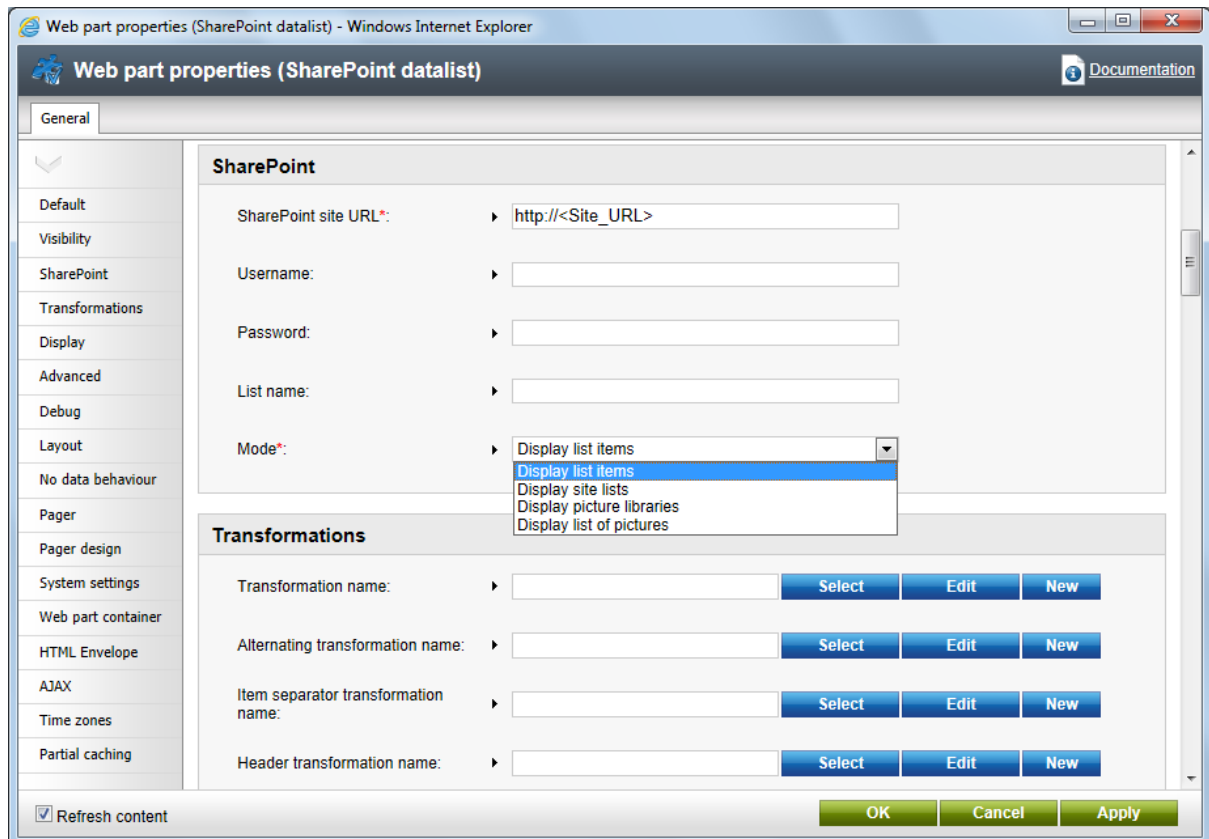 Web part properties (SharePoint datalist) - Windows Internet Explorer
Web part properties (SharePoint datalist)
Documentation
General
Default
Visibility
SharePoint
Transformations
Display
Advanced
Debug
Layout
No data behaviour
Pager
Pager design
System settings
Web part container
HTML Envelope
AJAX
Time zones
Partial caching
SharePoint
SharePoint site URL*: http://<Site_URL>
Username:
Password:
List name:
Mode*: Display list items
Display list items
Display site lists
Display picture libraries
Display list of pictures
Transformations
Transformation name: Select Edit New
Alternating transformation name: Select Edit New
Item separator transformation
name: Select Edit New
Header transformation name: Select Edit New
Refresh content
OK Cancel Apply